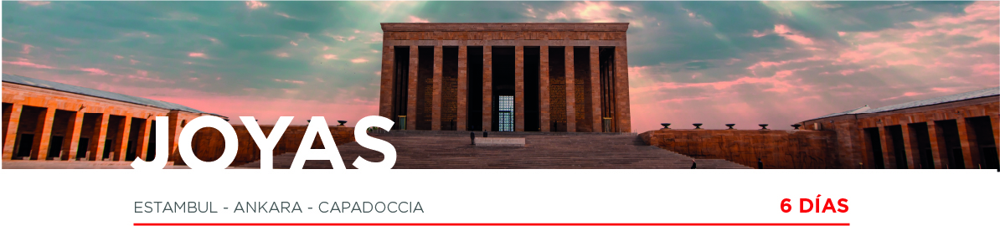 JOYAS
ESTAMBUL - ANKARA - CAPADOCCIA
6 DÍAS